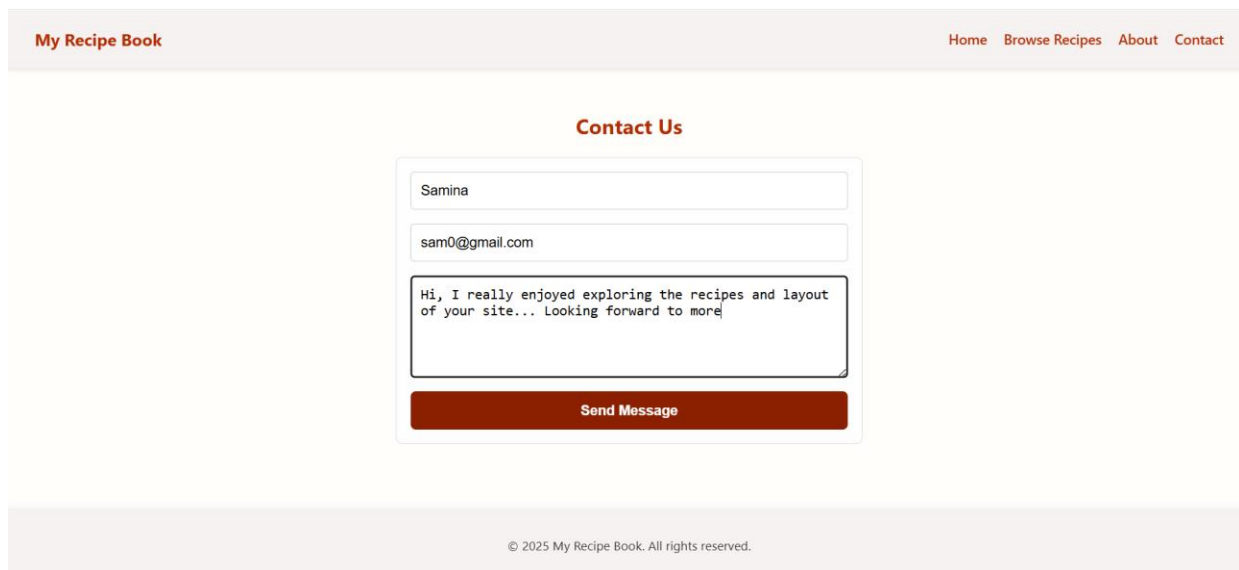 My Recipe Book
Home Browse Recipes About Contact
Contact Us
Samina
sam0@gmail.com
Hi, I really enjoyed exploring the recipes and layout
of your site... Looking forward to more
Send Message
© 2025 My Recipe Book. All rights reserved.